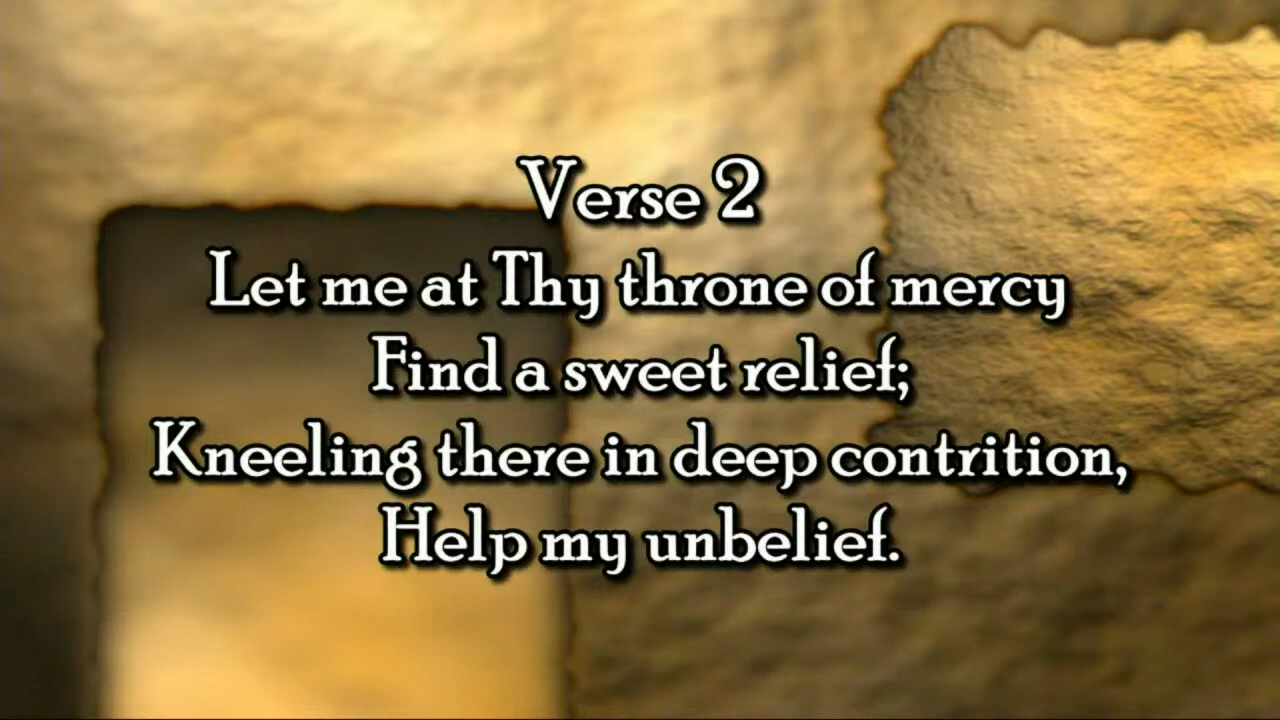 Verse 2
Let me at Thy throne of mercy
Find a sweet relief;
Kneeling there in deep contrition,
Help my unbelief.